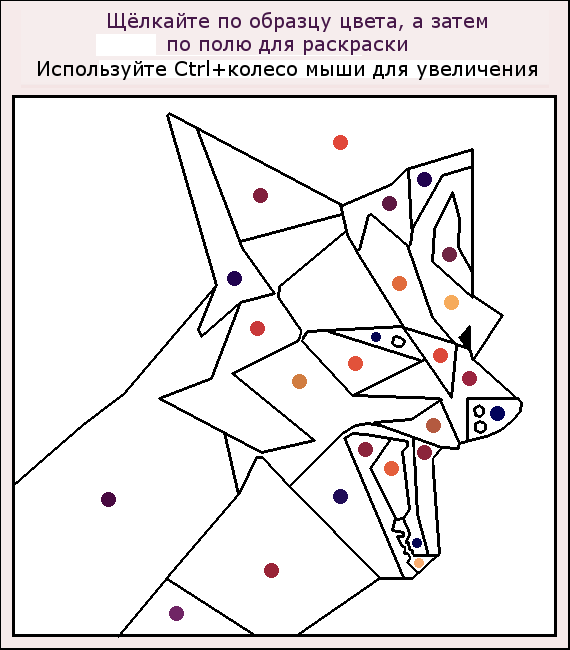 Щёлкайте по образцу цвета, а затем
по полю для раскраски
Используйте Ctrl+колесо мыши для увеличения